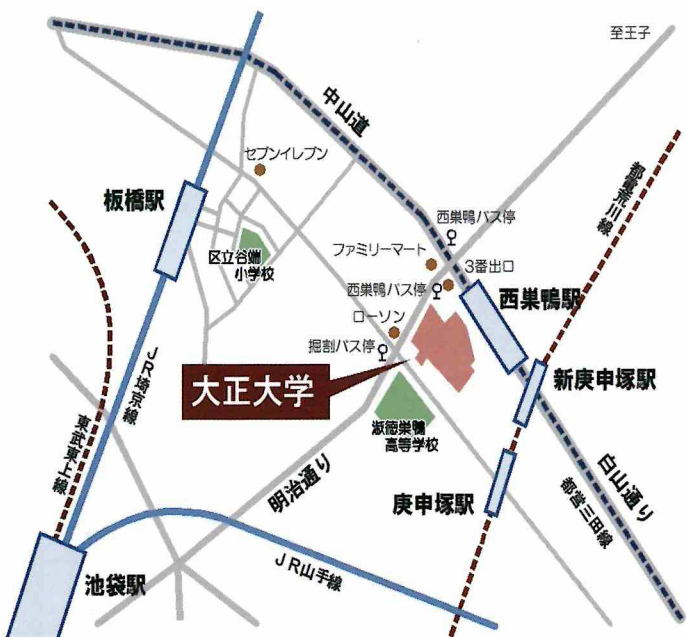 至王子
中山道
都電荒川線
セブンイレブン
板橋駅
西巣鴨バス停
ファミリーマート
3番出口
区立谷端
小学校
西巣鴨バス停
西巣鴨駅
ローソン
掘割バス停
大正大学
新庚申塚駅
JR埼京線
淑徳巣鴨
高等学校
東武東上線
明治通り
庚申塚駅
白山通り
都営三田線
池袋駅
JR山手線